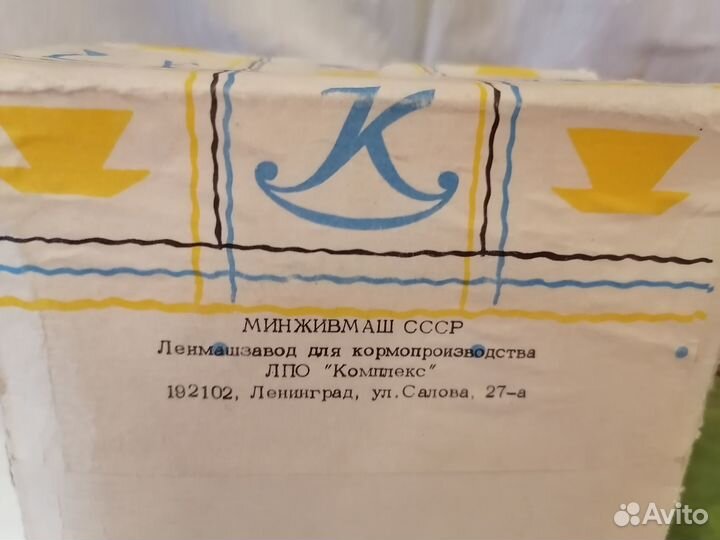 К
МИНЖИВМАШ СССР
Ленмашзавод для кормопроизводства
ЛПО "Комплекс"
192102, Ленинград, ул.Салова, 27-а
Avito